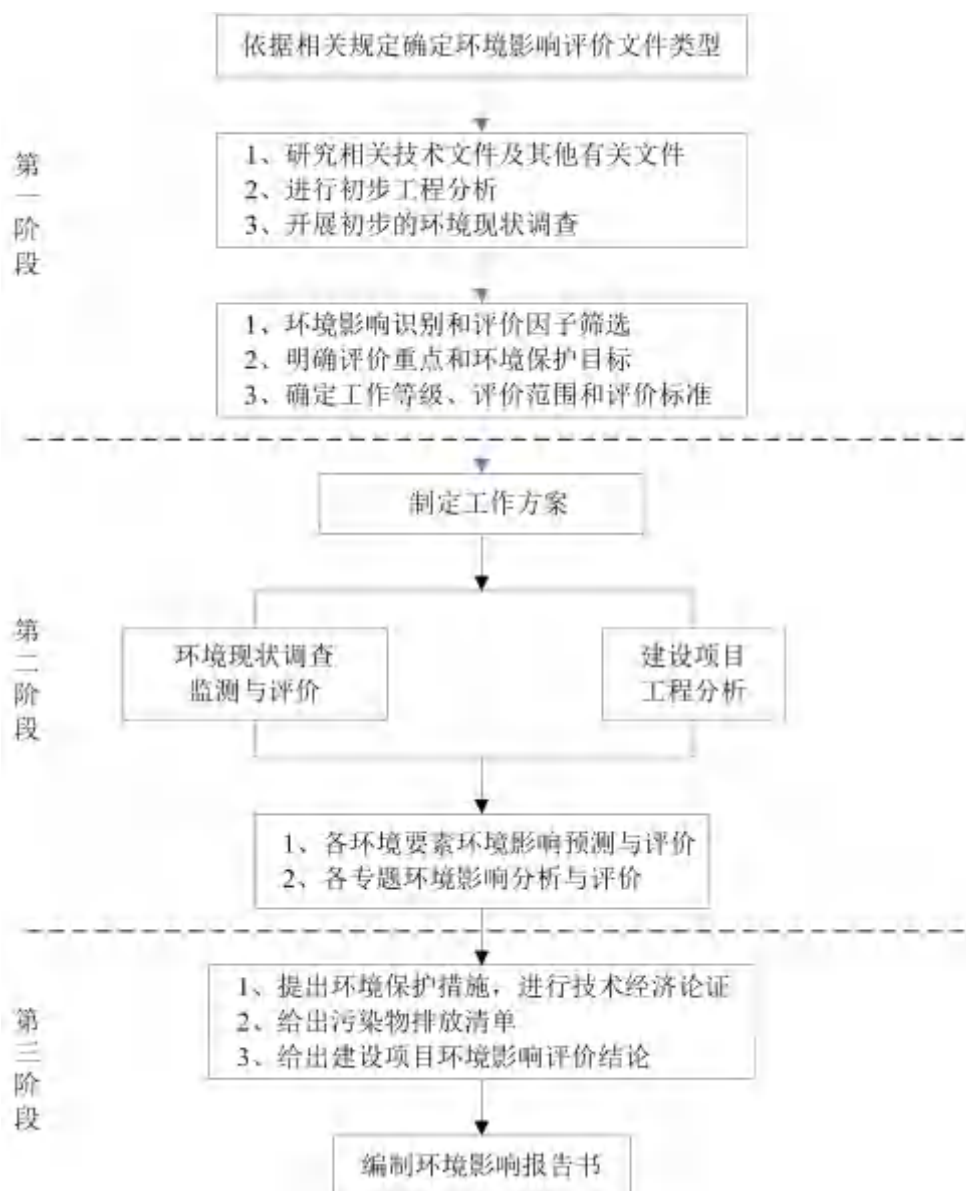 依据相关规定确定环境影响评价文件类型
第一阶段
1、研究相关技术文件及其他有关文件
2、进行初步工程分析
3、开展初步的环境现状调查
1、环境影响识别和评价因子筛选
2、明确评价重点和环境保护目标
3、确定工作等级、评价范围和评价标准
制定工作方案
第二阶段
环境现状调查
监测与评价
建设项目
工程分析
1、各环境要素环境影响预测与评价
2、各专题环境影响分析与评价
第三阶段
1、提出环境保护措施，进行技术经济论证
2、给出污染物排放清单
3、给出建设项目环境影响评价结论
编制环境影响报告书